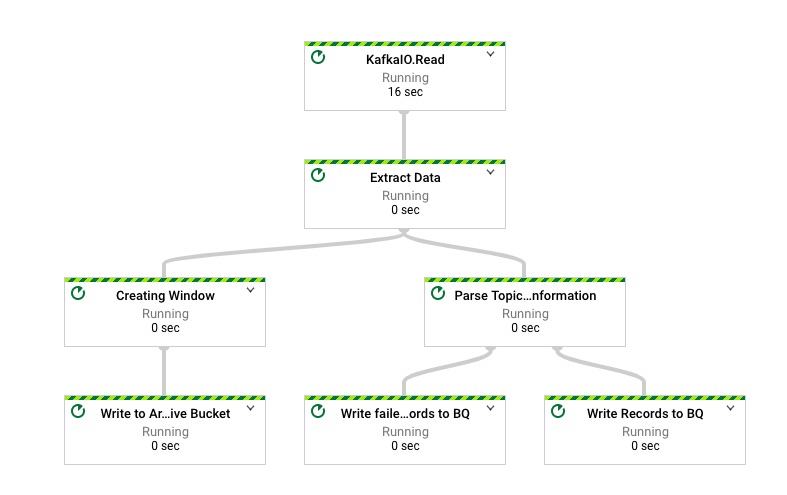 KafkaIO.Read
Running
16 sec
Extract Data
Running
0 sec
Creating Window
Running
0 sec
Parse Topic...nformation
Running
0 sec
Write to Ar...ive Bucket
Running
0 sec
Write faile...ords to BQ
Running
0 sec
Write Records to BQ
Running
0 sec